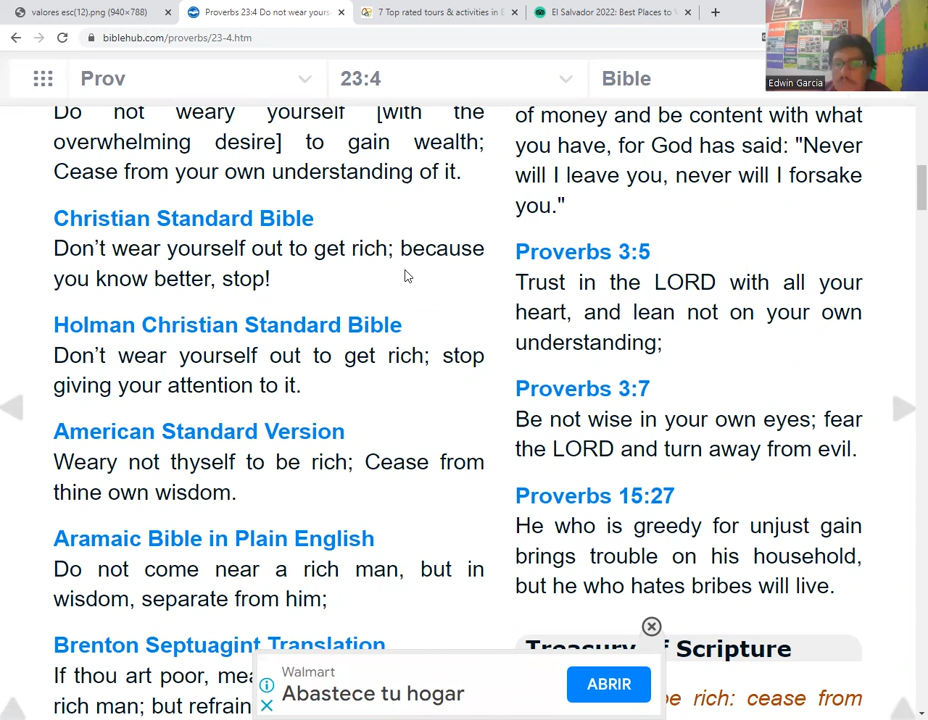 valores esc(12).png (940×788)
Proverbs 23:4 Do not wear yours
7 Top rated tours & activities in E
El Salvador 2022: Best Places to V
biblehub.com/proverbs/23-4.htm
Edwin Garcia
Prov
23:4
Bible
Do not weary yourself [with the
overwhelming desire] to gain wealth;
Cease from your own understanding of it.
Christian Standard Bible
Don't wear yourself out to get rich; because
you know better, stop!
Holman Christian Standard Bible
Don't wear yourself out to get rich; stop
giving your attention to it.
American Standard Version
Weary not thyself to be rich; Cease from
thine own wisdom.
Aramaic Bible in Plain English
Do not come near a rich man, but in
wisdom, separate from him;
Brenton Septuagint Translation
If thou art poor, mea
rich man; but refrain
of money and be content with what
you have, for God has said: "Never
will I leave you, never will I forsake
you."
Proverbs 3:5
Trust in the LORD with all your
heart, and lean not on your own
understanding;
Proverbs 3:7
Be not wise in your own eyes; fear
the LORD and turn away from evil.
Proverbs 15:27
He who is greedy for unjust gain
brings trouble on his household,
but he who hates bribes will live.
Treasury of Scripture
be rich: cease from
Walmart
Abastece tu hogar
ABRIR